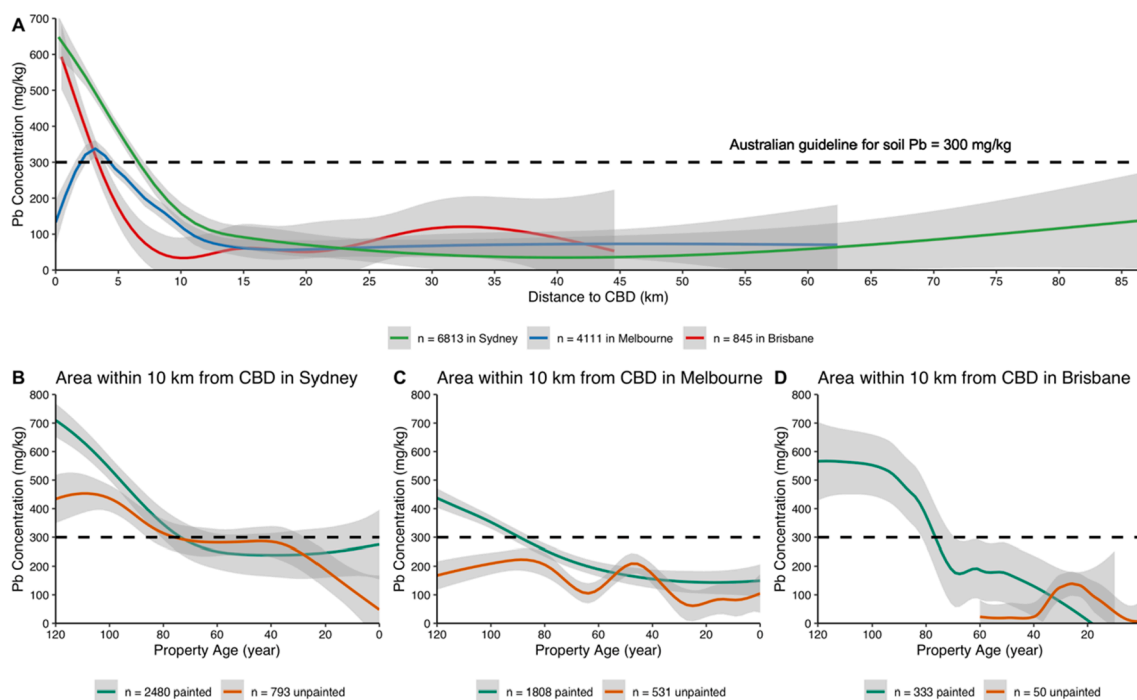 A
700
600
500
400
300
200
100
0
Pb Concentration (mg/kg)
Australian guideline for soil Pb = 300 mg/kg
0 5 10 15 20 25 30 35 40 45 50 55 60 65 70 75 80 85
Distance to CBD (km)
n = 6813 in Sydney n = 4111 in Melbourne n = 845 in Brisbane
B Area within 10 km from CBD in Sydney
800
700
600
500
400
300
200
100
0
Pb Concentration (mg/kg)
120 100 80 60 40 20 0
Property Age (year)
n = 2480 painted n = 793 unpainted
C Area within 10 km from CBD in Melbourne
800
700
600
500
400
300
200
100
0
Pb Concentration (mg/kg)
120 100 80 60 40 20 0
Property Age (year)
n = 1808 painted n = 531 unpainted
D Area within 10 km from CBD in Brisbane
800
700
600
500
400
300
200
100
0
Pb Concentration (mg/kg)
120 100 80 60 40 20 0
Property Age (year)
n = 333 painted n = 50 unpainted